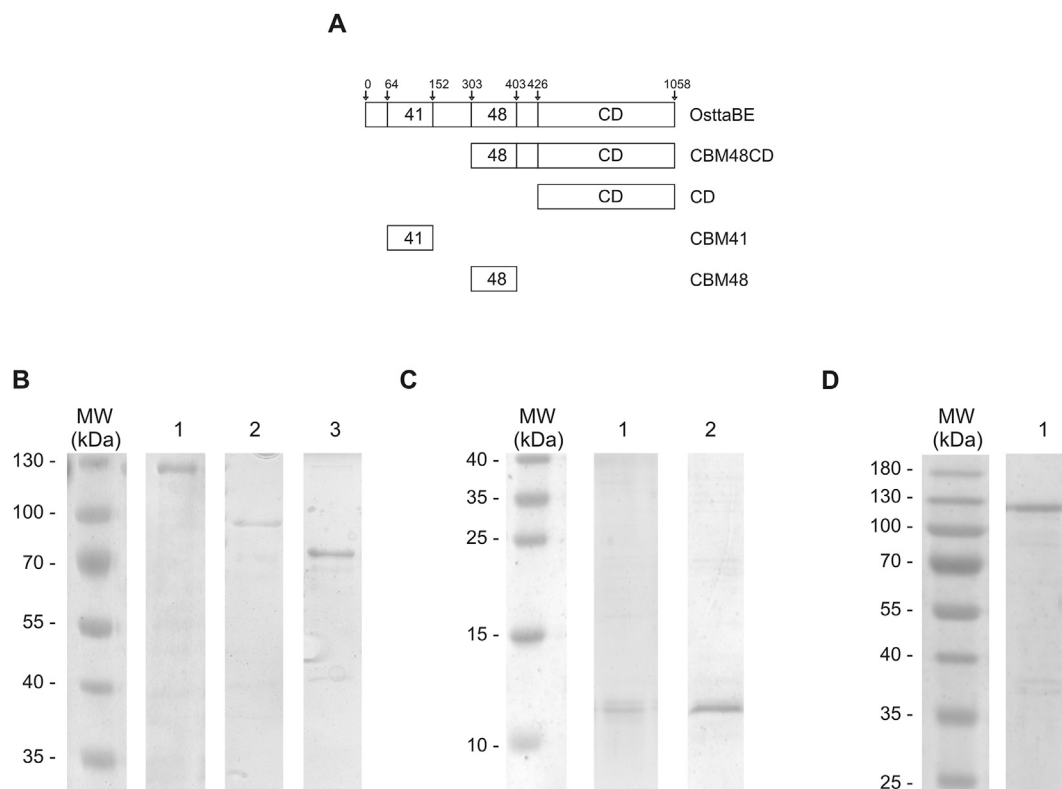 A
0 64 152 303 403 426 1058
41 48 CD OsttaBE
48 CD CBM48CD
CD CD
41 CBM41
48 CBM48
B
MW
(kDa)
1 2 3
130 -
100 -
70 -
55 -
40 -
35 -
C
MW
(kDa)
1 2
40 -
35 -
25 -
15 -
10 -
D
MW
(kDa)
1
180 -
130 -
100 -
70 -
55 -
40 -
35 -
25 -